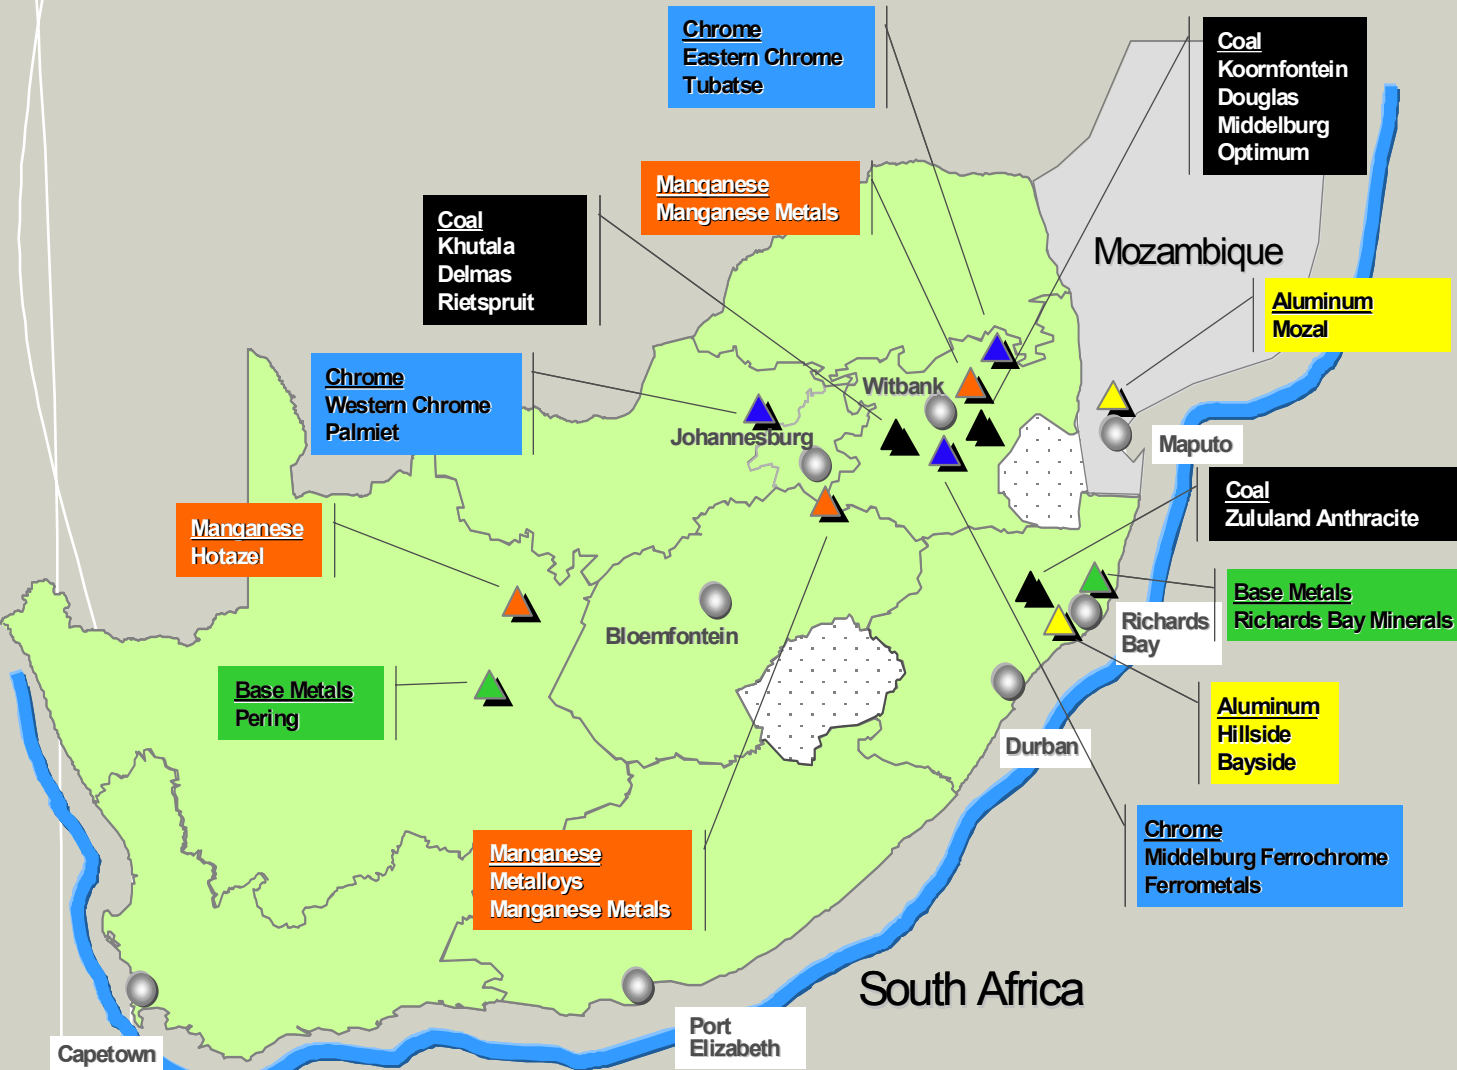 Chrome
Eastern Chrome
Tubatse
Coal
Koornfontein
Douglas
Middelburg
Optimum
Manganese
Manganese Metals
Coal
Khutala
Delmas
Rietspruit
Mozambique
Aluminum
Mozal
Chrome
Western Chrome
Palmiet
Witbank
Johannesburg
Maputo
Coal
Zululand Anthracite
Manganese
Hotazel
Base Metals
Richards Bay Minerals
Richards
Bay
Bloemfontein
Base Metals
Pering
Aluminum
Hillside
Bayside
Durban
Chrome
Middelburg Ferrochrome
Ferrometals
Manganese
Metalloys
Manganese Metals
South Africa
Port
Elizabeth
Capetown